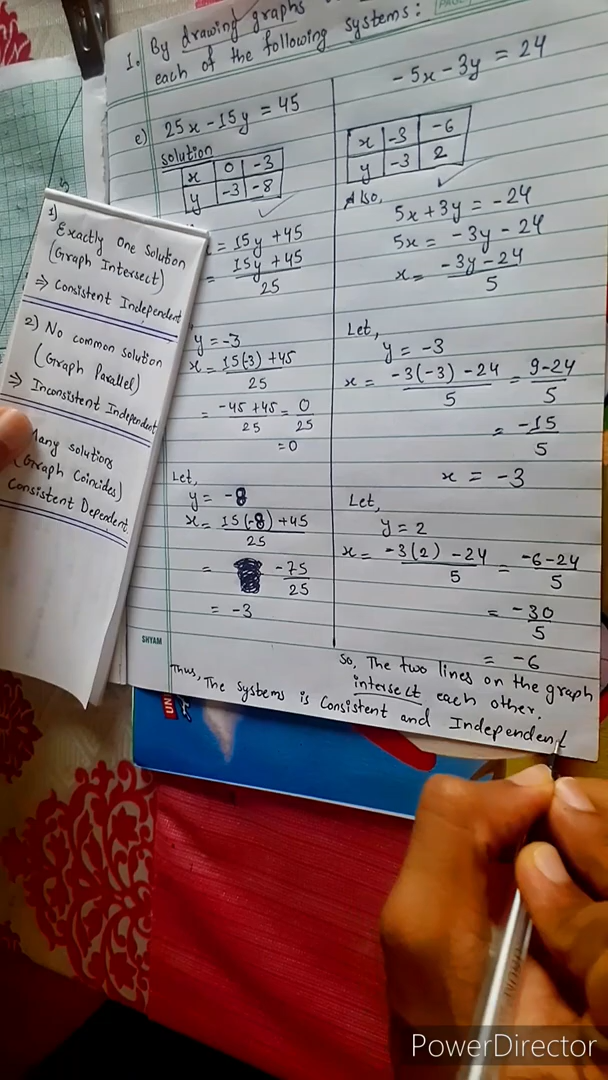 1. By drawing graphs
each of the following systems:
e) 25x - 15y = 45
solution
x 0 -3
y -3 -8
= 15y + 45
= 15y + 45
25
y = -3
x = 15(-3) + 45
25
= -45 + 45 = 0
25 25
= 0
Let,
y = -8
x = 15(-8) + 45
25
= -75
25
= -3
-5x - 3y = 24
x -3 -6
y -3 2
Also,
5x + 3y = -24
5x = -3y - 24
x = -3y - 24
5
Let,
y = -3
x = -3(-3) - 24 = 9 - 24
5 5
= -15
5
x = -3
Let,
y = 2
x = -3(2) - 24 = -6 - 24
5 5
= -30
5
= -6
So, The two lines on the graph
intersect each other.
Thus, The systems is Consistent and Independent
1)
Exactly One Solution
(Graph Intersect)
⇒ Consistent Independent
2) No common solution
(Graph Parallel)
⇒ Inconsistent Independent
Many solutions
(Graph Coincides)
Consistent Dependent.
SHYAM
UNI
PowerDirector